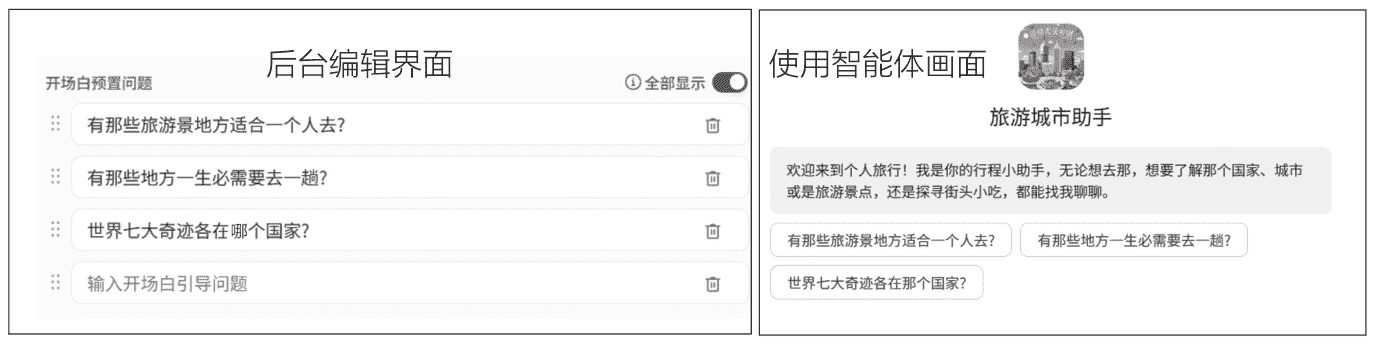 后台编辑界面
开场白预置问题
全部显示
有那些旅游景地方适合一个人去?
有那些地方一生必需要去一趟?
世界七大奇迹各在哪个国家?
输入开场白引导问题
使用智能体画面
旅游城市助手
欢迎来到个人旅行！我是你的行程小助手，无论想去那，想要了解那个国家、城市
或是旅游景点，还是探寻街头小吃，都能找我聊聊。
有那些旅游景地方适合一个人去?
有那些地方一生必需要去一趟?
世界七大奇迹各在那个国家?